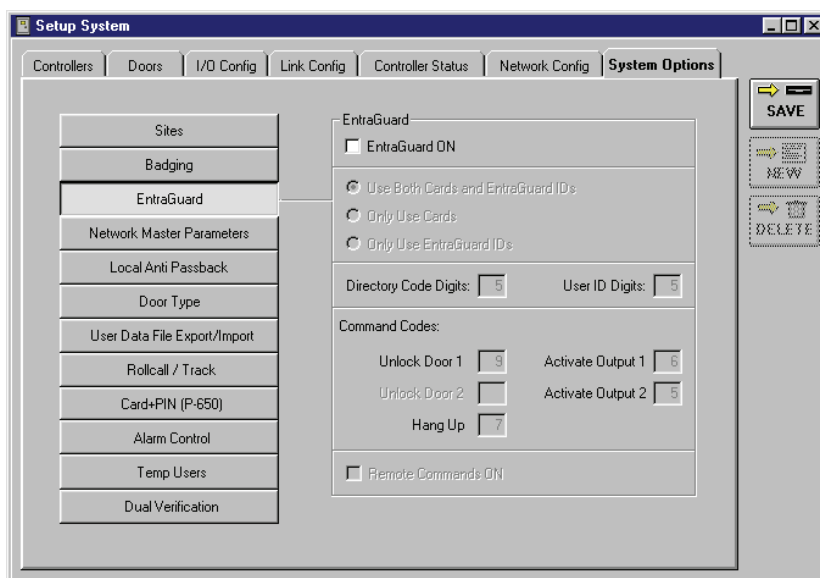 Setup System
Controllers Doors I/O Config Link Config Controller Status Network Config System Options
SAVE
NEW
DELETE
Sites
Badging
EntraGuard
Network Master Parameters
Local Anti Passback
Door Type
User Data File Export/Import
Rollcall / Track
Card+PIN (P-650)
Alarm Control
Temp Users
Dual Verification
EntraGuard
EntraGuard ON
Use Both Cards and EntraGuard IDs
Only Use Cards
Only Use EntraGuard IDs
Directory Code Digits: 5 User ID Digits: 5
Command Codes:
Unlock Door 1 9 Activate Output 1 6
Unlock Door 2 Activate Output 2 5
Hang Up 7
Remote Commands ON